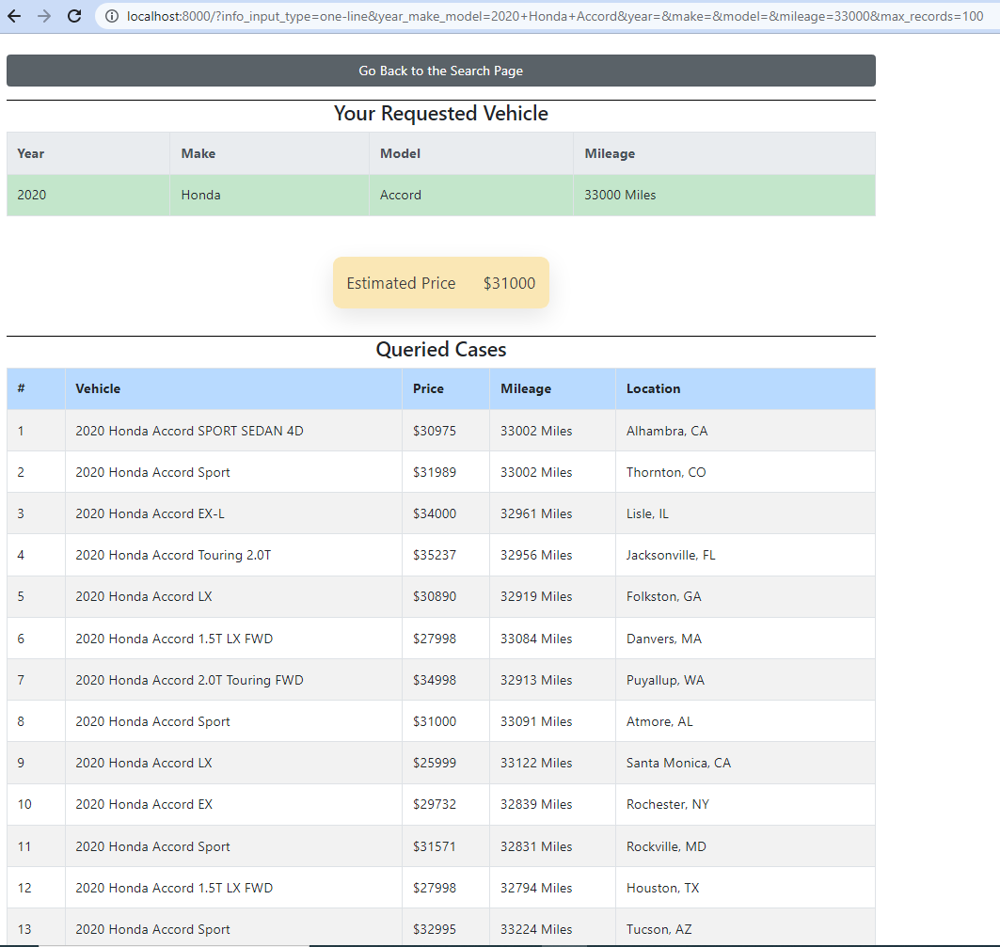 localhost:8000/?info_input_type=one-line&year_make_model=2020+Honda+Accord&year=&make=&model=&mileage=33000&max_records=100
Go Back to the Search Page
Your Requested Vehicle
Year Make Model Mileage
2020 Honda Accord 33000 Miles
Estimated Price $31000
Queried Cases
# Vehicle Price Mileage Location
1 2020 Honda Accord SPORT SEDAN 4D $30975 33002 Miles Alhambra, CA
2 2020 Honda Accord Sport $31989 33002 Miles Thornton, CO
3 2020 Honda Accord EX-L $34000 32961 Miles Lisle, IL
4 2020 Honda Accord Touring 2.0T $35237 32956 Miles Jacksonville, FL
5 2020 Honda Accord LX $30890 32919 Miles Folkston, GA
6 2020 Honda Accord 1.5T LX FWD $27998 33084 Miles Danvers, MA
7 2020 Honda Accord 2.0T Touring FWD $34998 32913 Miles Puyallup, WA
8 2020 Honda Accord Sport $31000 33091 Miles Atmore, AL
9 2020 Honda Accord LX $25999 33122 Miles Santa Monica, CA
10 2020 Honda Accord EX $29732 32839 Miles Rochester, NY
11 2020 Honda Accord Sport $31571 32831 Miles Rockville, MD
12 2020 Honda Accord 1.5T LX FWD $27998 32794 Miles Houston, TX
13 2020 Honda Accord Sport $32995 33224 Miles Tucson, AZ